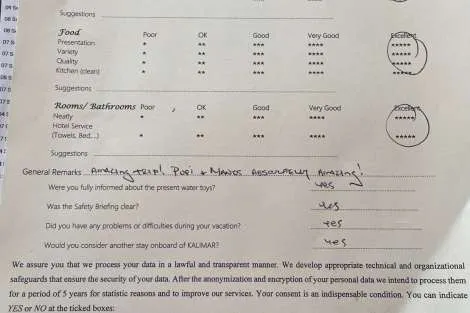 Suggestions
Food Poor OK Good Very Good Excellent
Presentation * ** *** **** *****
Variety * ** *** **** *****
Quality * ** *** **** *****
Kitchen (clean) * ** *** **** *****
Suggestions
Rooms/ Bathrooms Poor , OK Good Very Good Excellent
Neatly * ** *** **** *****
Hotel Service
(Towels, Bed...) * ** *** **** *****
Suggestions
General Remarks AMAZING TRIP! + MANOS ABSOLUTELY AMAZING!
Were you fully informed about the present water toys? yes
Was the Safety Briefing clear? yes
Did you have any problems or difficulties during your vacation? yes
Would you consider another stay onboard of KALIMAR? yes
We assure you that we process your data in a lawful and transparent manner. We develop appropriate technical and organizational
safeguards that ensure the security of your data. After the anonymization and encryption of your personal data we intend to process them
for a period of 5 years for statistic reasons and to improve our services. Your consent is an indispensable condition. You can indicate
YES or NO at the ticked boxes: